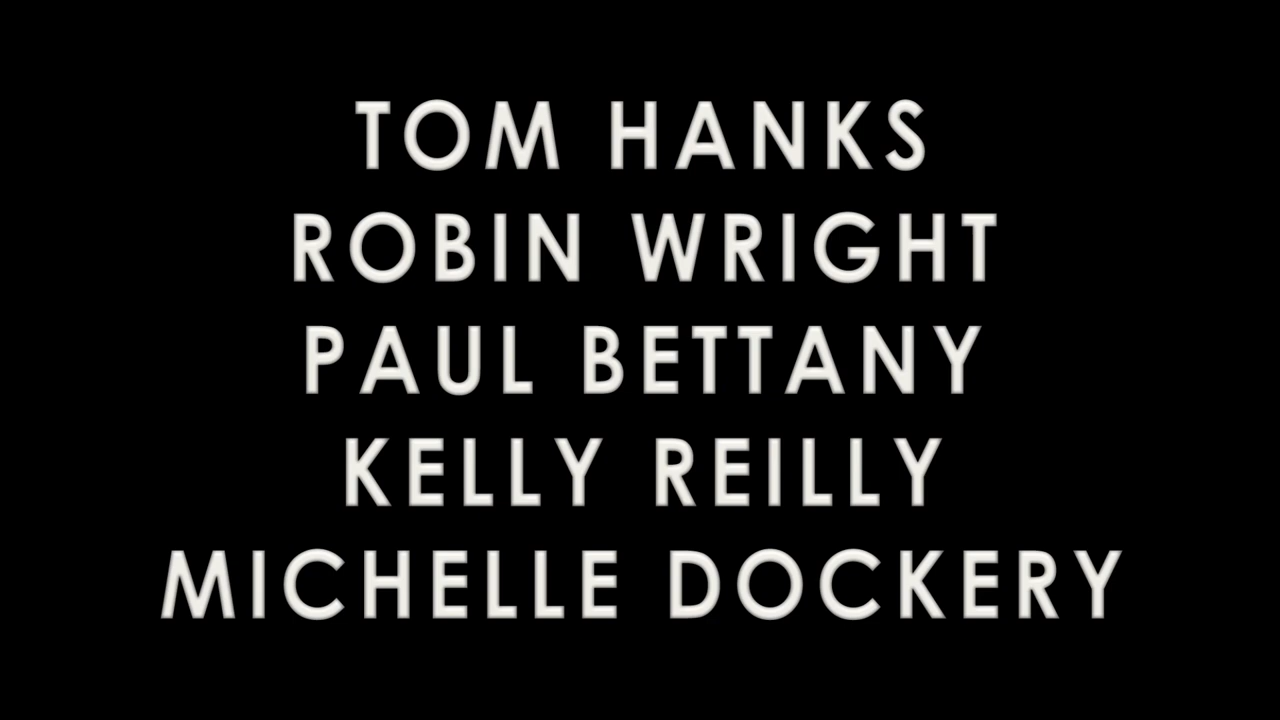 TOM HANKS
ROBIN WRIGHT
PAUL BETTANY
KELLY REILLY
MICHELLE DOCKERY